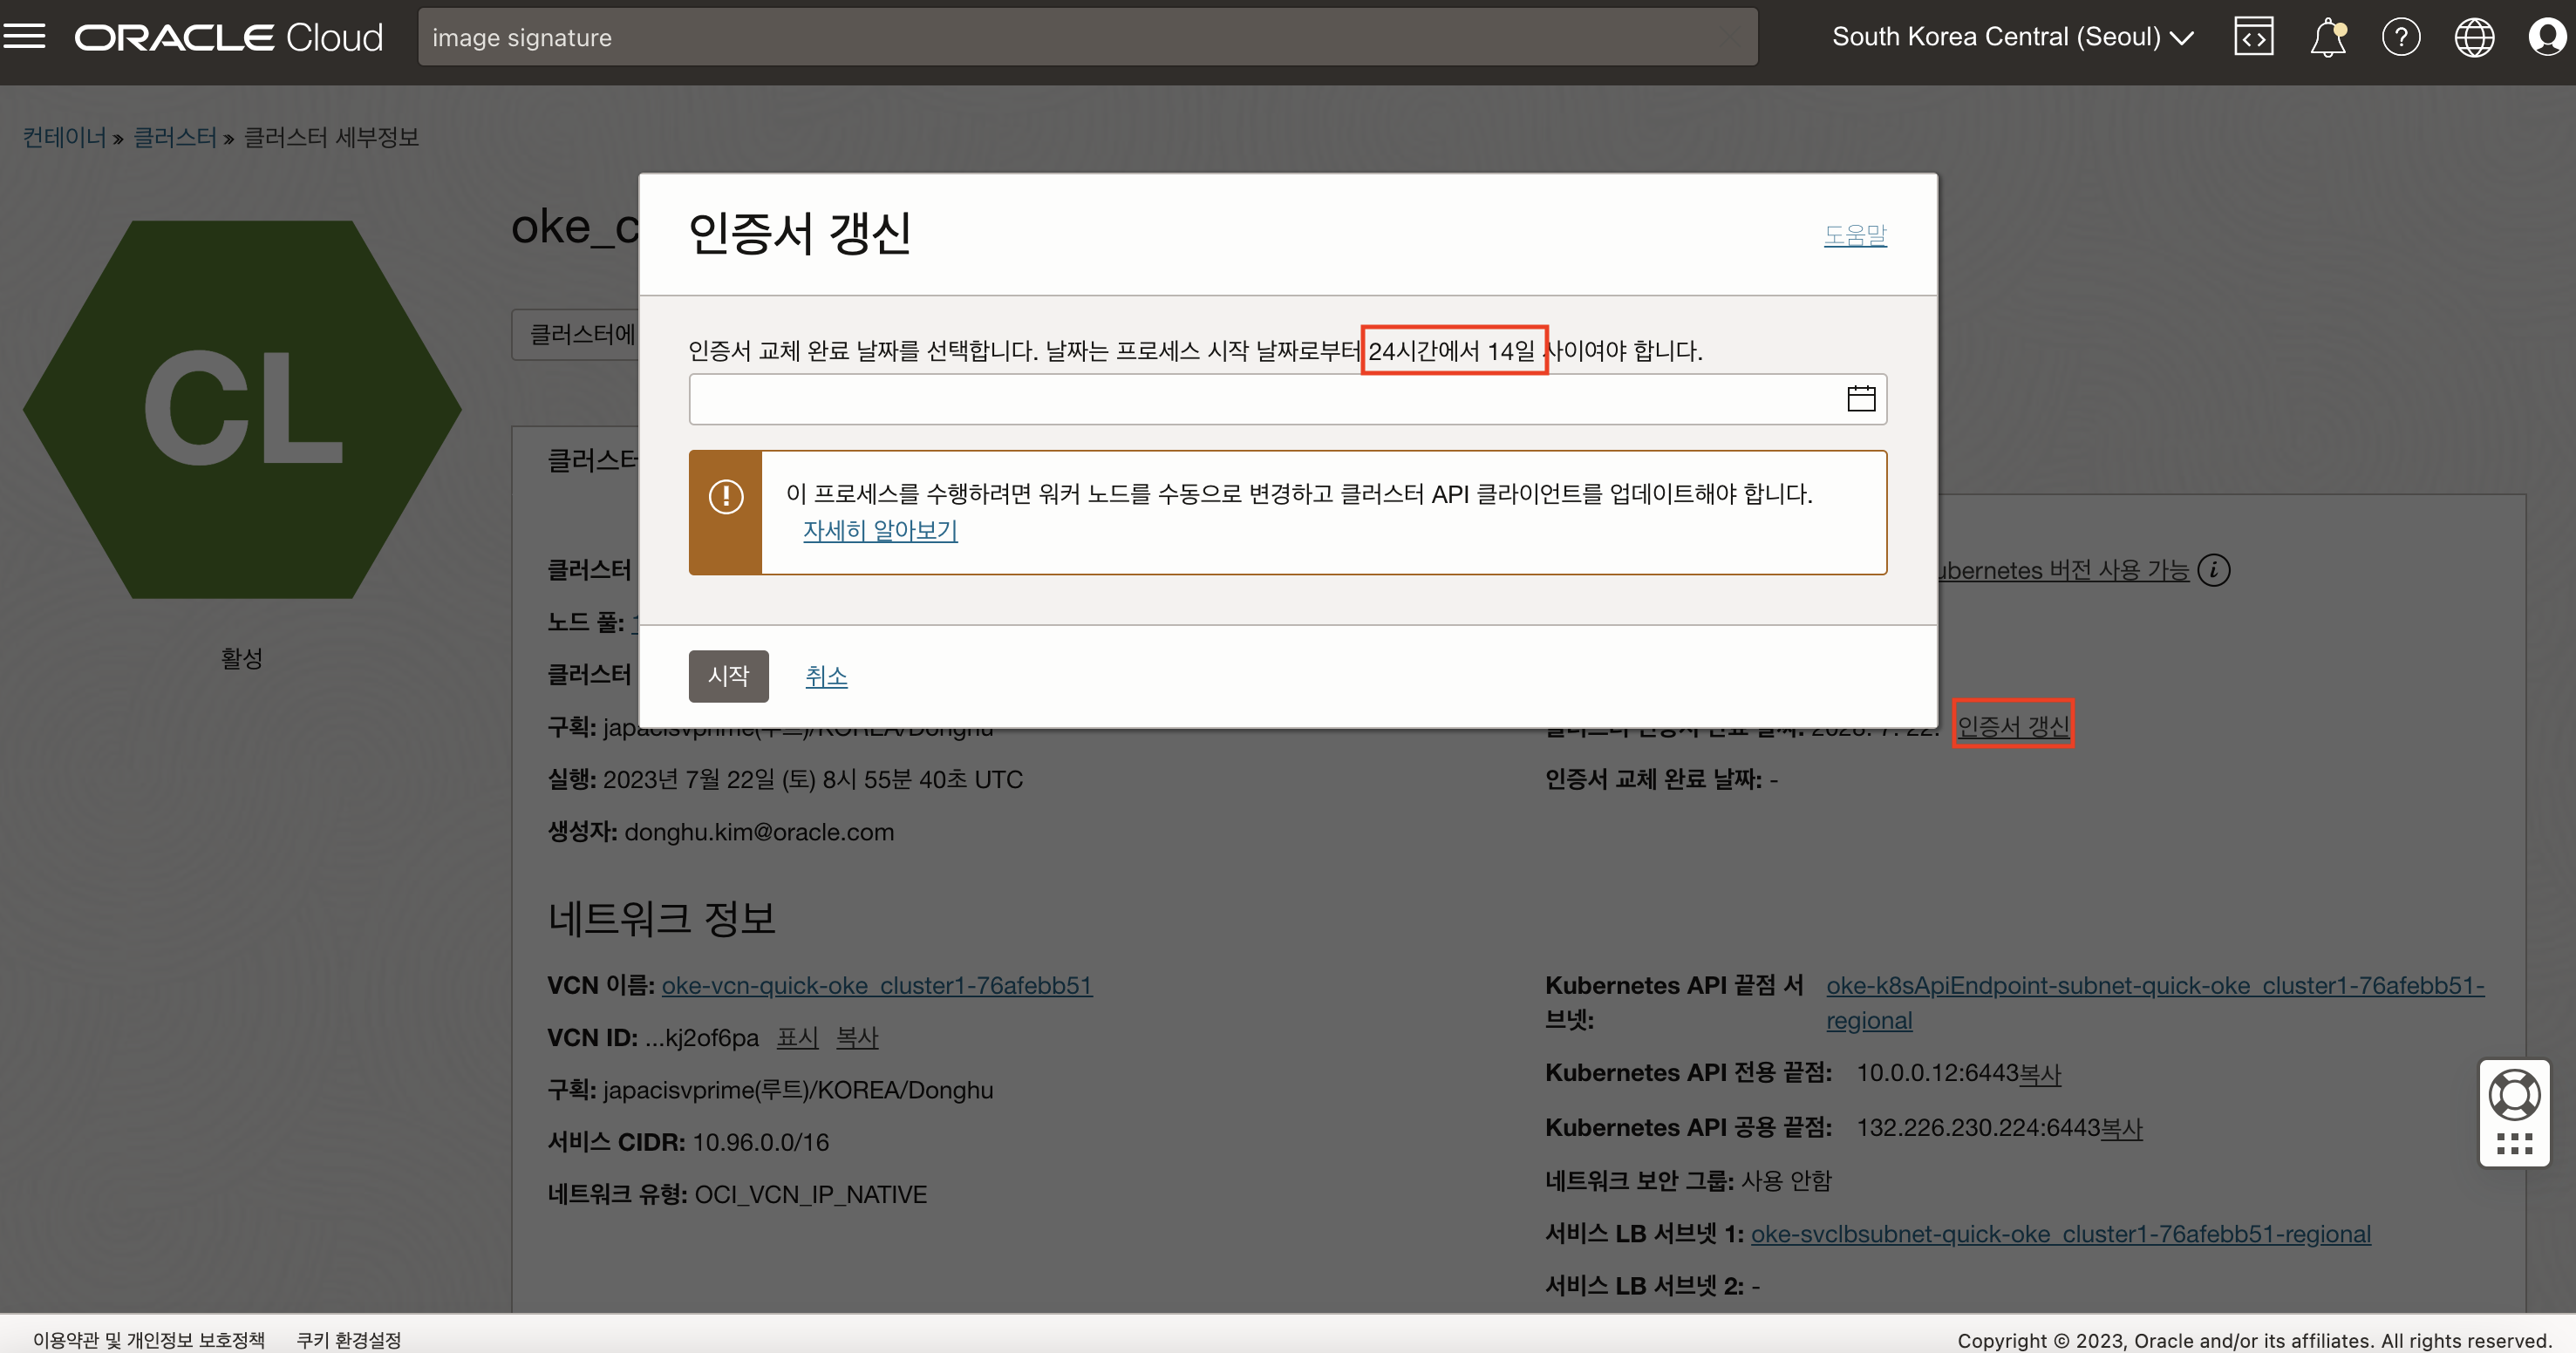 ORACLE Cloud
image signature
South Korea Central (Seoul)
컨테이너 » 클러스터 » 클러스터 세부정보
CL
활성
oke_c
클러스터에
클러스터
클러스터
노드 풀:
클러스터
구획: japacisvprime(루트)/KOREA/Donghu
실행: 2023년 7월 22일 (토) 8시 55분 40초 UTC
생성자: donghu.kim@oracle.com
인증서 갱신
도움말
인증서 교체 완료 날짜를 선택합니다. 날짜는 프로세스 시작 날짜로부터 24시간에서 14일 사이여야 합니다.
이 프로세스를 수행하려면 워커 노드를 수동으로 변경하고 클러스터 API 클라이언트를 업데이트해야 합니다.
자세히 알아보기
시작 취소
ubernetes 버전 사용 가능
클러스터 인증서 만료 날짜: 2028. 7. 22. 인증서 갱신
인증서 교체 완료 날짜: -
네트워크 정보
VCN 이름: oke-vcn-quick-oke_cluster1-76afebb51
VCN ID: ...kj2of6pa 표시 복사
구획: japacisvprime(루트)/KOREA/Donghu
서비스 CIDR: 10.96.0.0/16
네트워크 유형: OCI_VCN_IP_NATIVE
Kubernetes API 끝점 서브넷: oke-k8sApiEndpoint-subnet-quick-oke_cluster1-76afebb51-
regional
Kubernetes API 전용 끝점: 10.0.0.12:6443복사
Kubernetes API 공용 끝점: 132.226.230.224:6443복사
네트워크 보안 그룹: 사용 안함
서비스 LB 서브넷 1: oke-svclbsubnet-quick-oke_cluster1-76afebb51-regional
서비스 LB 서브넷 2: -
이용약관 및 개인정보 보호정책 쿠키 환경설정
Copyright © 2023, Oracle and/or its affiliates. All rights reserved.